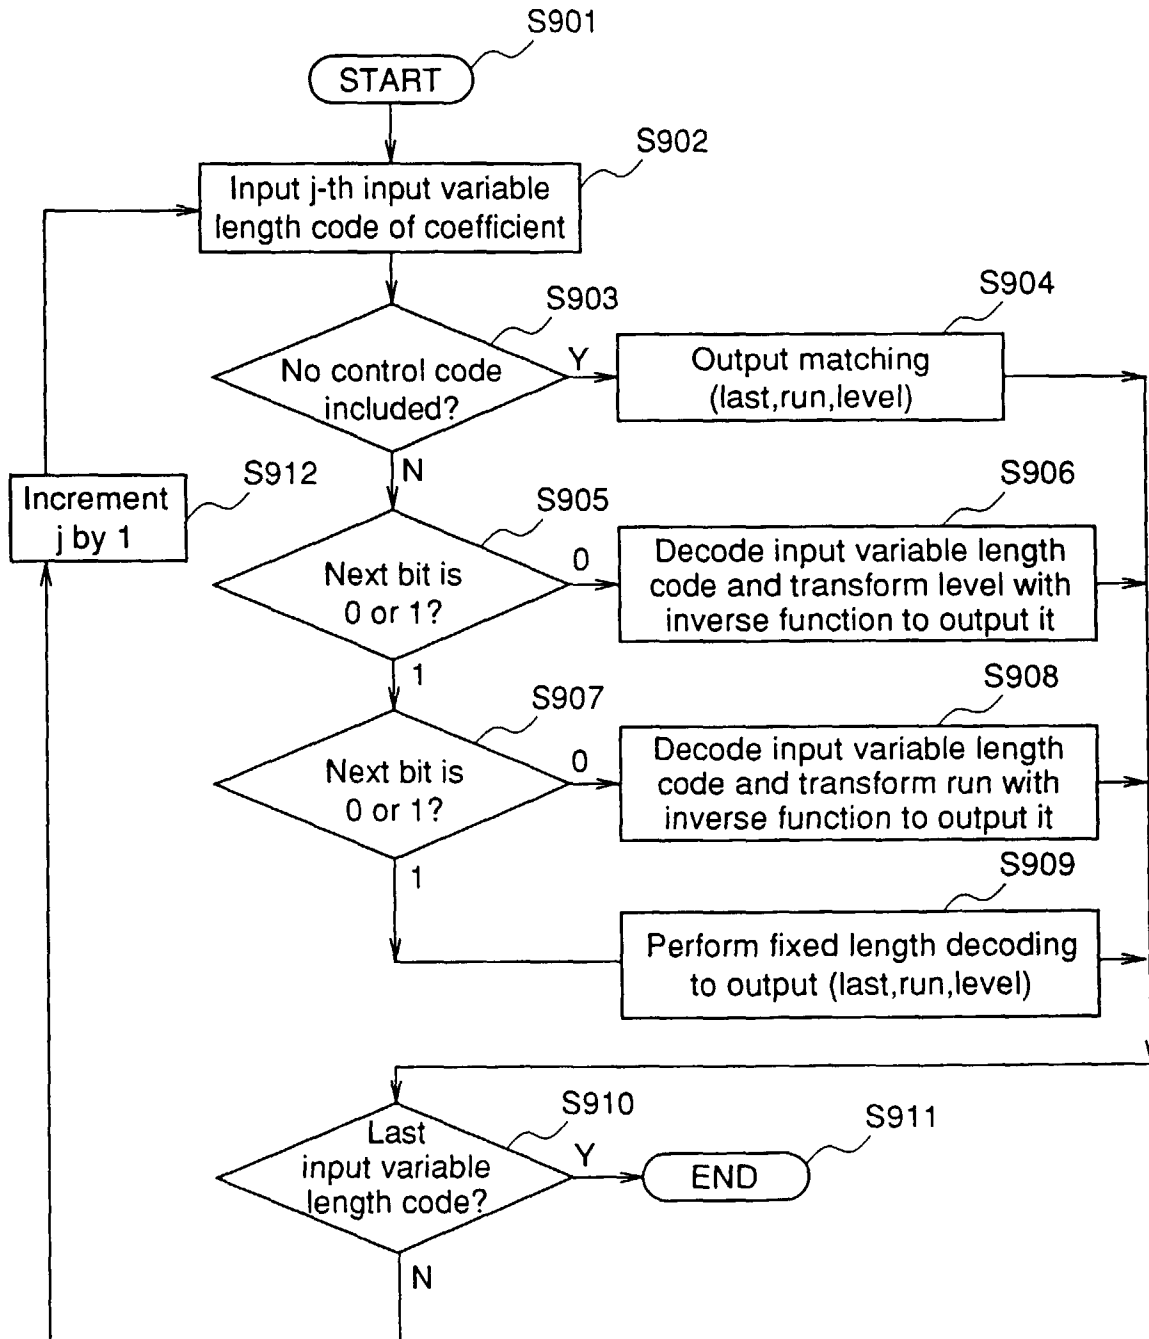 S901
START
S902
Input j-th input variable
length code of coefficient
S903
No control code
included?
Y
N
S904
Output matching
(last,run,level)
S912
Increment
j by 1
S905
Next bit is
0 or 1?
0
1
S906
Decode input variable length
code and transform level with
inverse function to output it
S907
Next bit is
0 or 1?
0
1
S908
Decode input variable length
code and transform run with
inverse function to output it
S909
Perform fixed length decoding
to output (last,run,level)
S910
Last
input variable
length code?
Y
N
S911
END